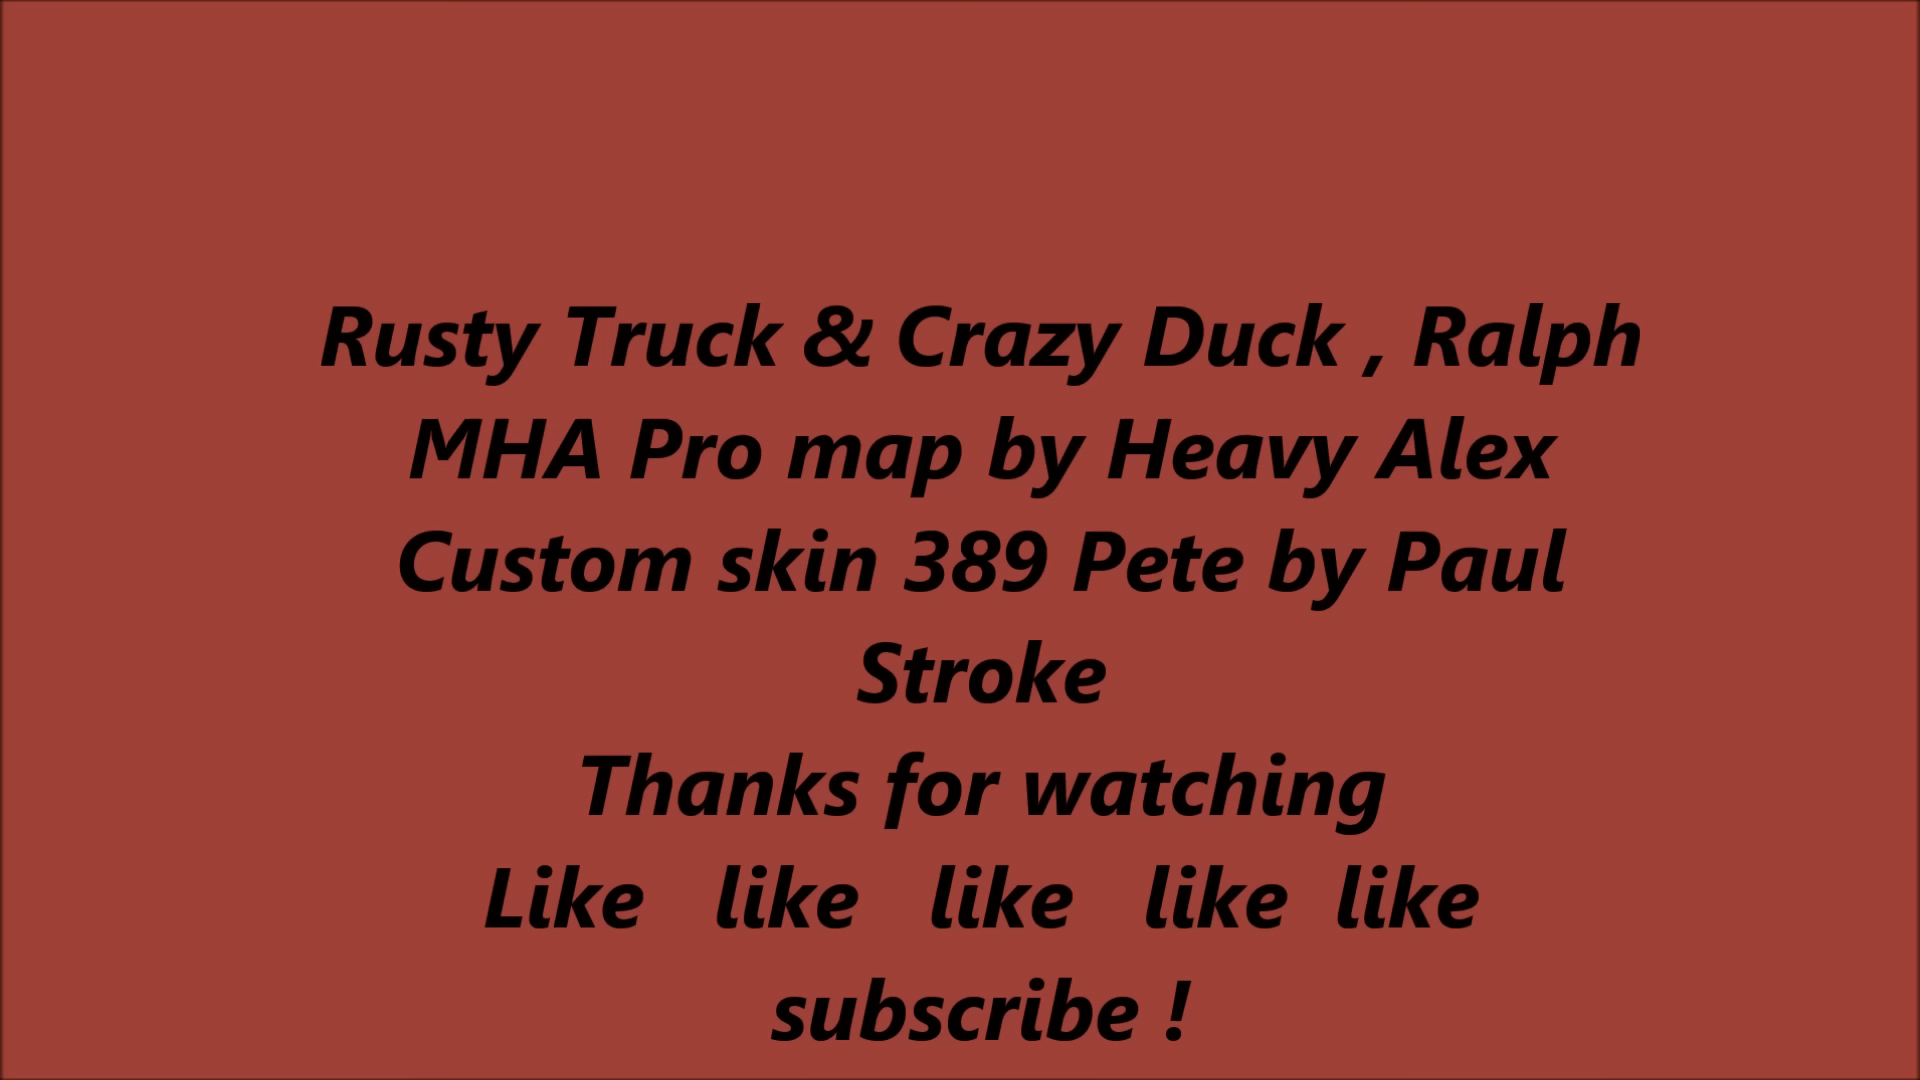 Rusty Truck & Crazy Duck , Ralph
MHA Pro map by Heavy Alex
Custom skin 389 Pete by Paul
Stroke
Thanks for watching
Like   like   like   like  like
subscribe !